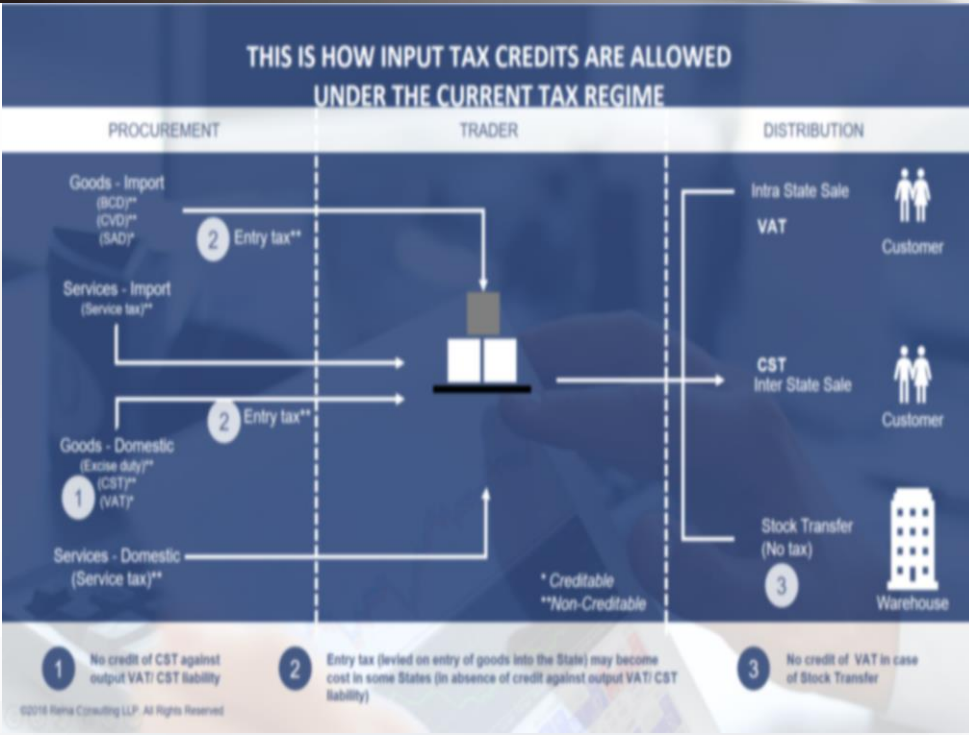 THIS IS HOW INPUT TAX CREDITS ARE ALLOWED
UNDER THE CURRENT TAX REGIME
PROCUREMENT
TRADER
DISTRIBUTION
Goods - Import
(BCD)**
(CVD)**
(SAD)*
2 Entry tax**
Services - Import
(Service tax)**
2 Entry tax**
Goods - Domestic
(Excise duty)**
(CST)**
1 (VAT)*
Services - Domestic
(Service tax)**
* Creditable
**Non-Creditable
Intra State Sale
VAT
Customer
CST
Inter State Sale
Customer
Stock Transfer
(No tax)
3
Warehouse
1 No credit of CST against
output VAT/ CST liability
2 Entry tax (levied on entry of goods into the State) may become
cost in some States (in absence of credit against output VAT/ CST
liability)
3 No credit of VAT in case
of Stock Transfer
Consulting LLP All Rights Reserved